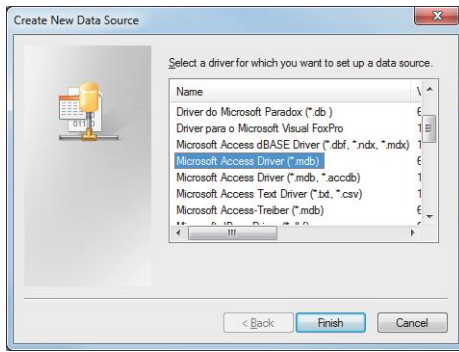 Create New Data Source
Select a driver for which you want to set up a data source.
Name
Driver do Microsoft Paradox (*.db )
Driver para o Microsoft Visual FoxPro
Microsoft Access dBASE Driver (*.dbf, *.ndx, *.mdx)
Microsoft Access Driver (*.mdb)
Microsoft Access Driver (*.mdb, *.accdb)
Microsoft Access Text Driver (*.txt, *.csv)
Microsoft Access-Treiber (*.mdb)
< Back Finish Cancel